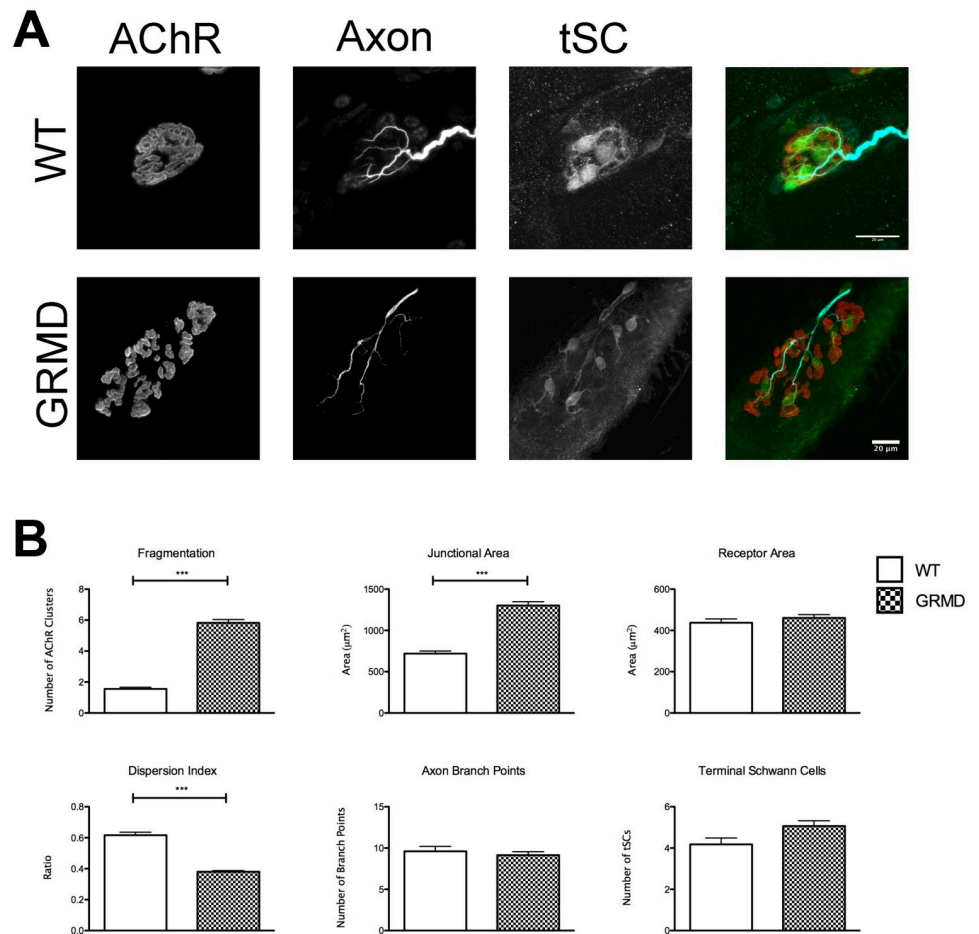 A
AChR
Axon
tSC
WT
20 μm
GRMD
20 μm
B
Fragmentation
***
Number of AChR Clusters
8
6
4
2
0
Junctional Area
***
Area (μm²)
1500
1000
500
0
Receptor Area
Area (μm²)
600
400
200
0
WT
GRMD
Dispersion Index
***
Ratio
0.8
0.6
0.4
0.2
0.0
Axon Branch Points
Number of Branch Points
15
10
5
0
Terminal Schwann Cells
Number of tSCs
6
4
2
0